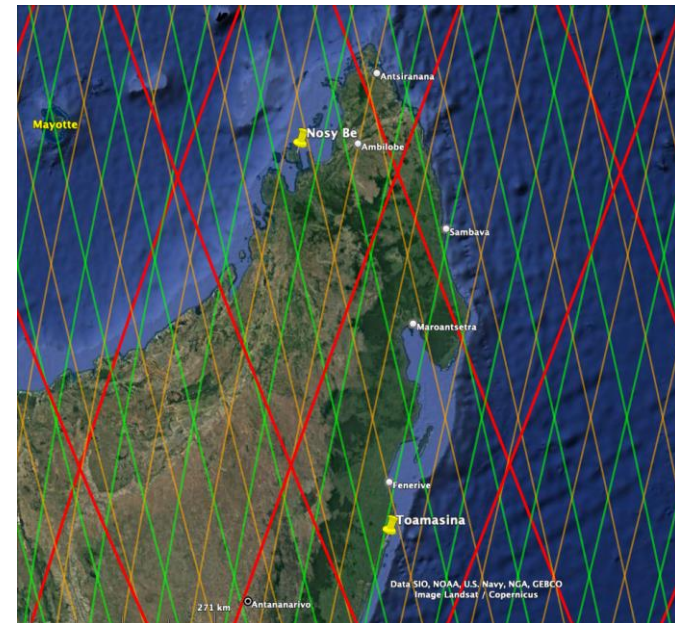 Antsiranana
Mayotte
Nosy Be
Ambilobe
Sambava
Maroantsetra
Fenerive
Toamasina
Data SIO, NOAA, U.S. Navy, NGA, GEBCO
Image Landsat / Copernicus
271 km
Antananarivo